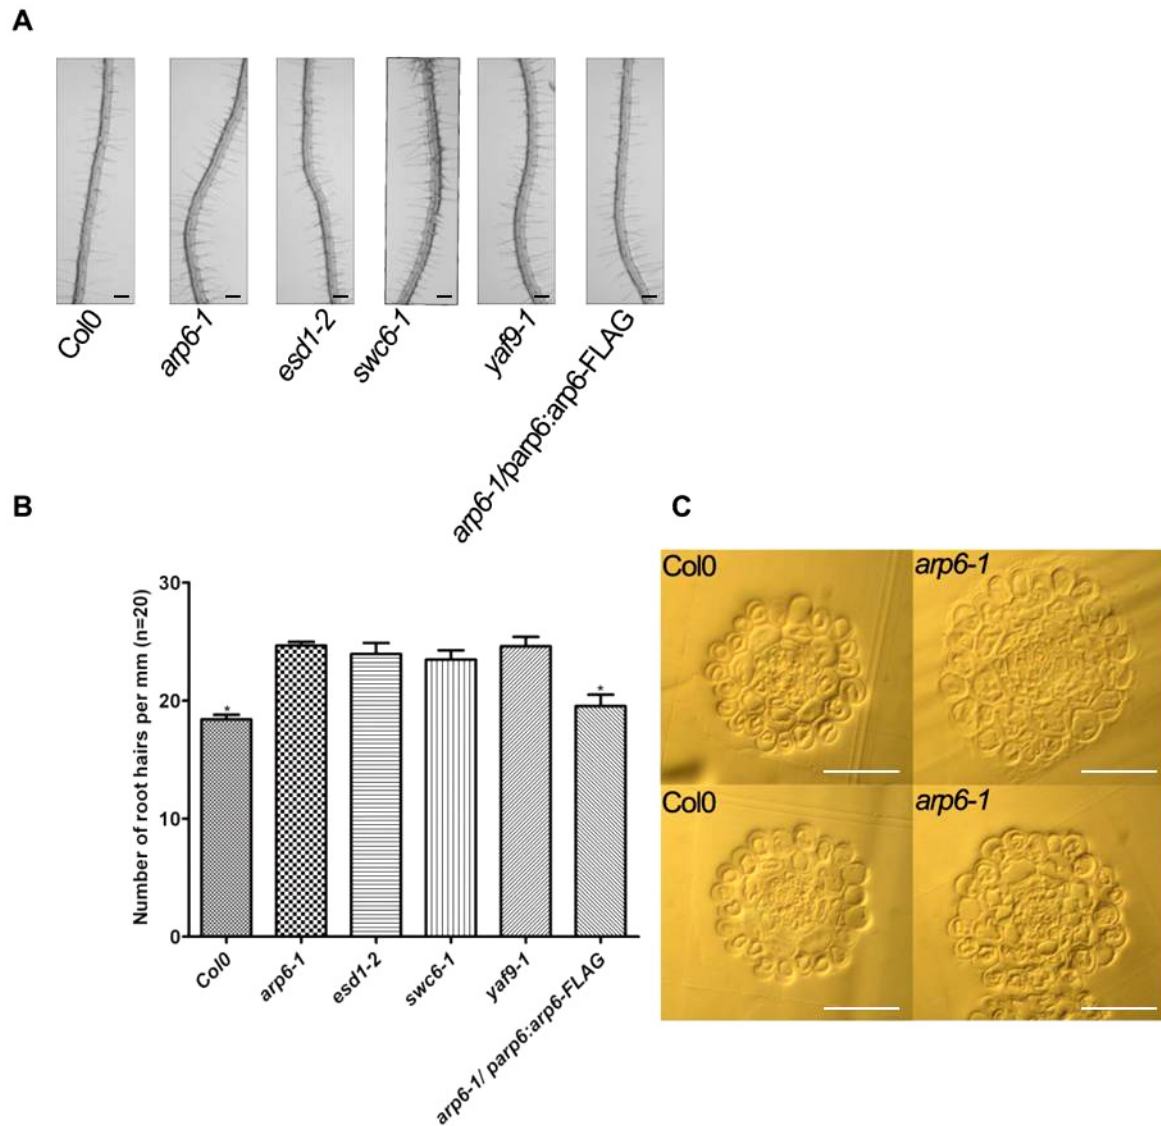 A
Col0
arp6-1
esd1-2
swc6-1
yaf9-1
arp6-1/parp6:arp6-FLAG
B
Number of root hairs per mm (n=20)
30
20
10
0
*
*
Col0
arp6-1
esd1-2
swc6-1
yaf9-1
arp6-1/ parp6:arp6-FLAG
C
Col0
arp6-1
Col0
arp6-1